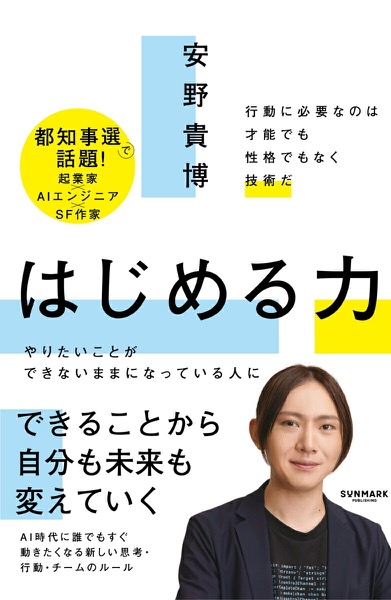 安野貴博
行動に必要なのは
才能でも
性格でもなく
技術だ
都知事選で
話題!
起業家
×
AIエンジニア
×
SF作家
はじめる力
やりたいことが
できないままになっている人に
できることから
自分も未来も
変えていく
AI時代に誰でもすぐ
動きたくなる新しい思考・
行動・チームのルール
SUNMARK
PUBLISHING